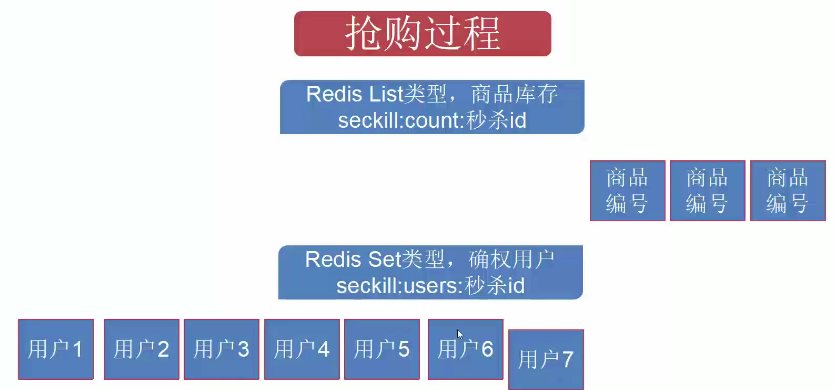 抢购过程
Redis List类型，商品库存
seckill:count:秒杀id
商品
编号
商品
编号
商品
编号
Redis Set类型，确权用户
seckill:users:秒杀id
用户1
用户2
用户3
用户4
用户5
用户6
用户7